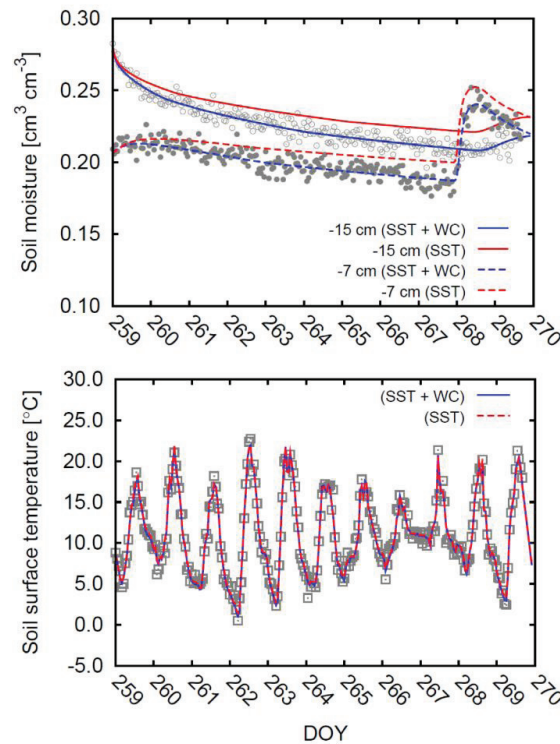 Soil moisture [cm³ cm⁻³]
0.30
0.25
0.20
0.15
0.10
-15 cm (SST + WC)
-15 cm (SST)
-7 cm (SST + WC)
-7 cm (SST)
259 260 261 262 263 264 265 266 267 268 269 270
Soil surface temperature [°C]
30.0
25.0
20.0
15.0
10.0
5.0
0.0
-5.0
(SST + WC)
(SST)
259 260 261 262 263 264 265 266 267 268 269 270
DOY